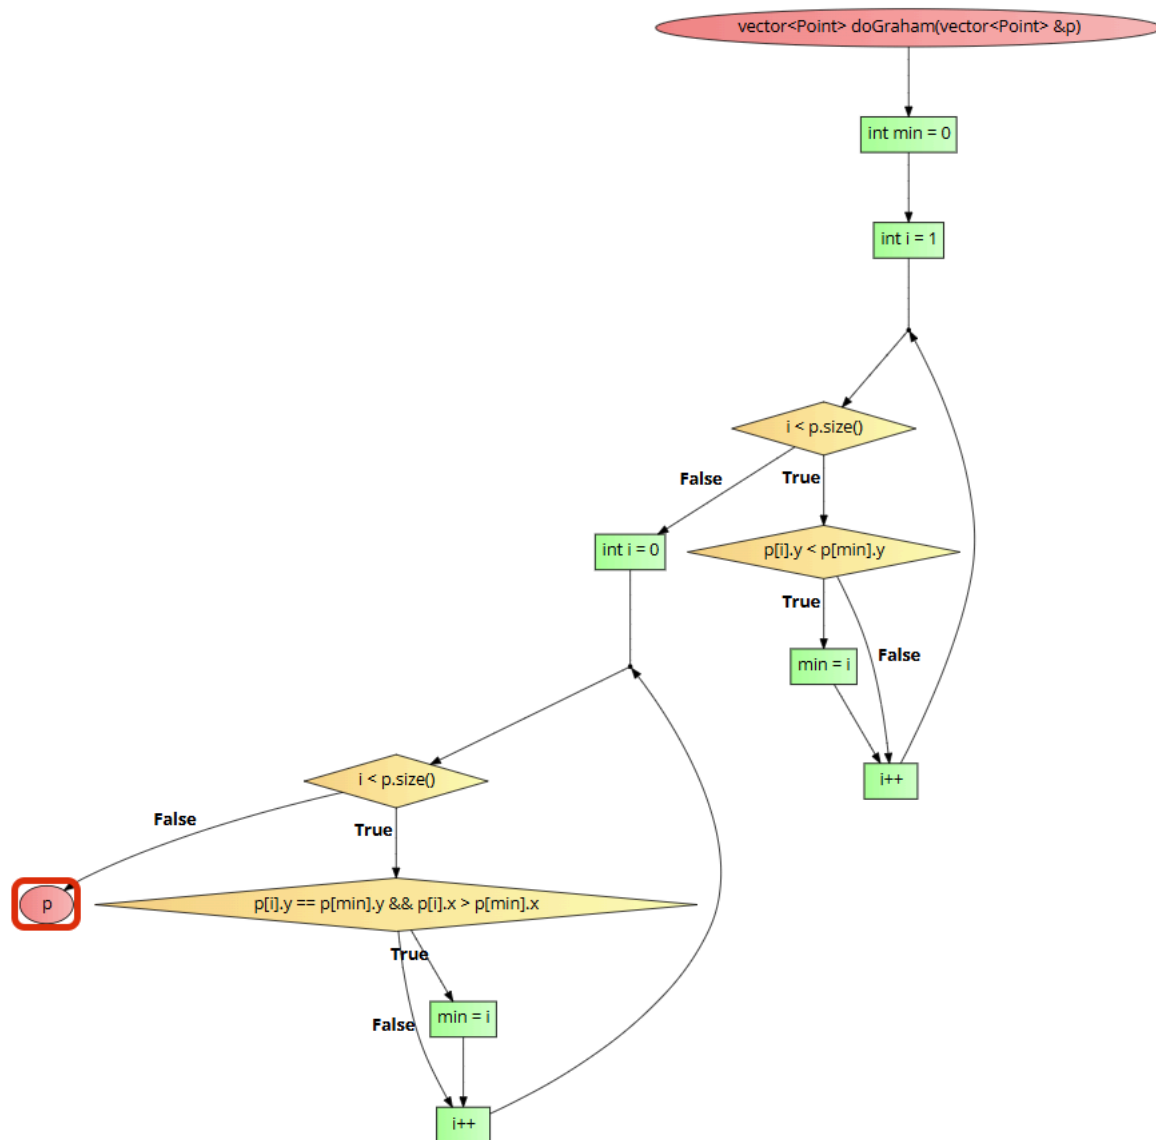 vector<Point> doGraham(vector<Point> &p)
int min = 0
int i = 1
i < p.size()
False
True
int i = 0
p[i].y < p[min].y
True
False
min = i
i++
i < p.size()
False
True
p
p[i].y == p[min].y && p[i].x > p[min].x
True
False
min = i
i++